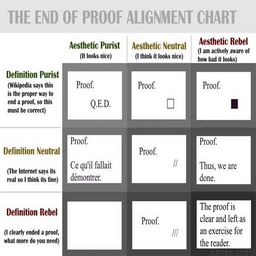 THE END OF PROOF ALIGNMENT CHART
Aesthetic Purist
(It looks nice)
Aesthetic Neutral
(I think it looks nice)
Aesthetic Rebel
(I am actively aware of
how bad it looks)
Definition Purist
(Wikipedia says this
is the proper way to
end a proof, so this
must be correct)
Proof.
Q.E.D.
Proof.
□
Proof.
■
Definition Neutral
(The Internet says its
real so I think its fine)
Proof.
Ce qu'il fallait
démontrer.
Proof.
//
Proof.
Thus, we are
done.
Definition Rebel
(I clearly ended a proof,
what more do you need)
Proof.
///
The proof is
clear and left as
an exercise for
the reader.